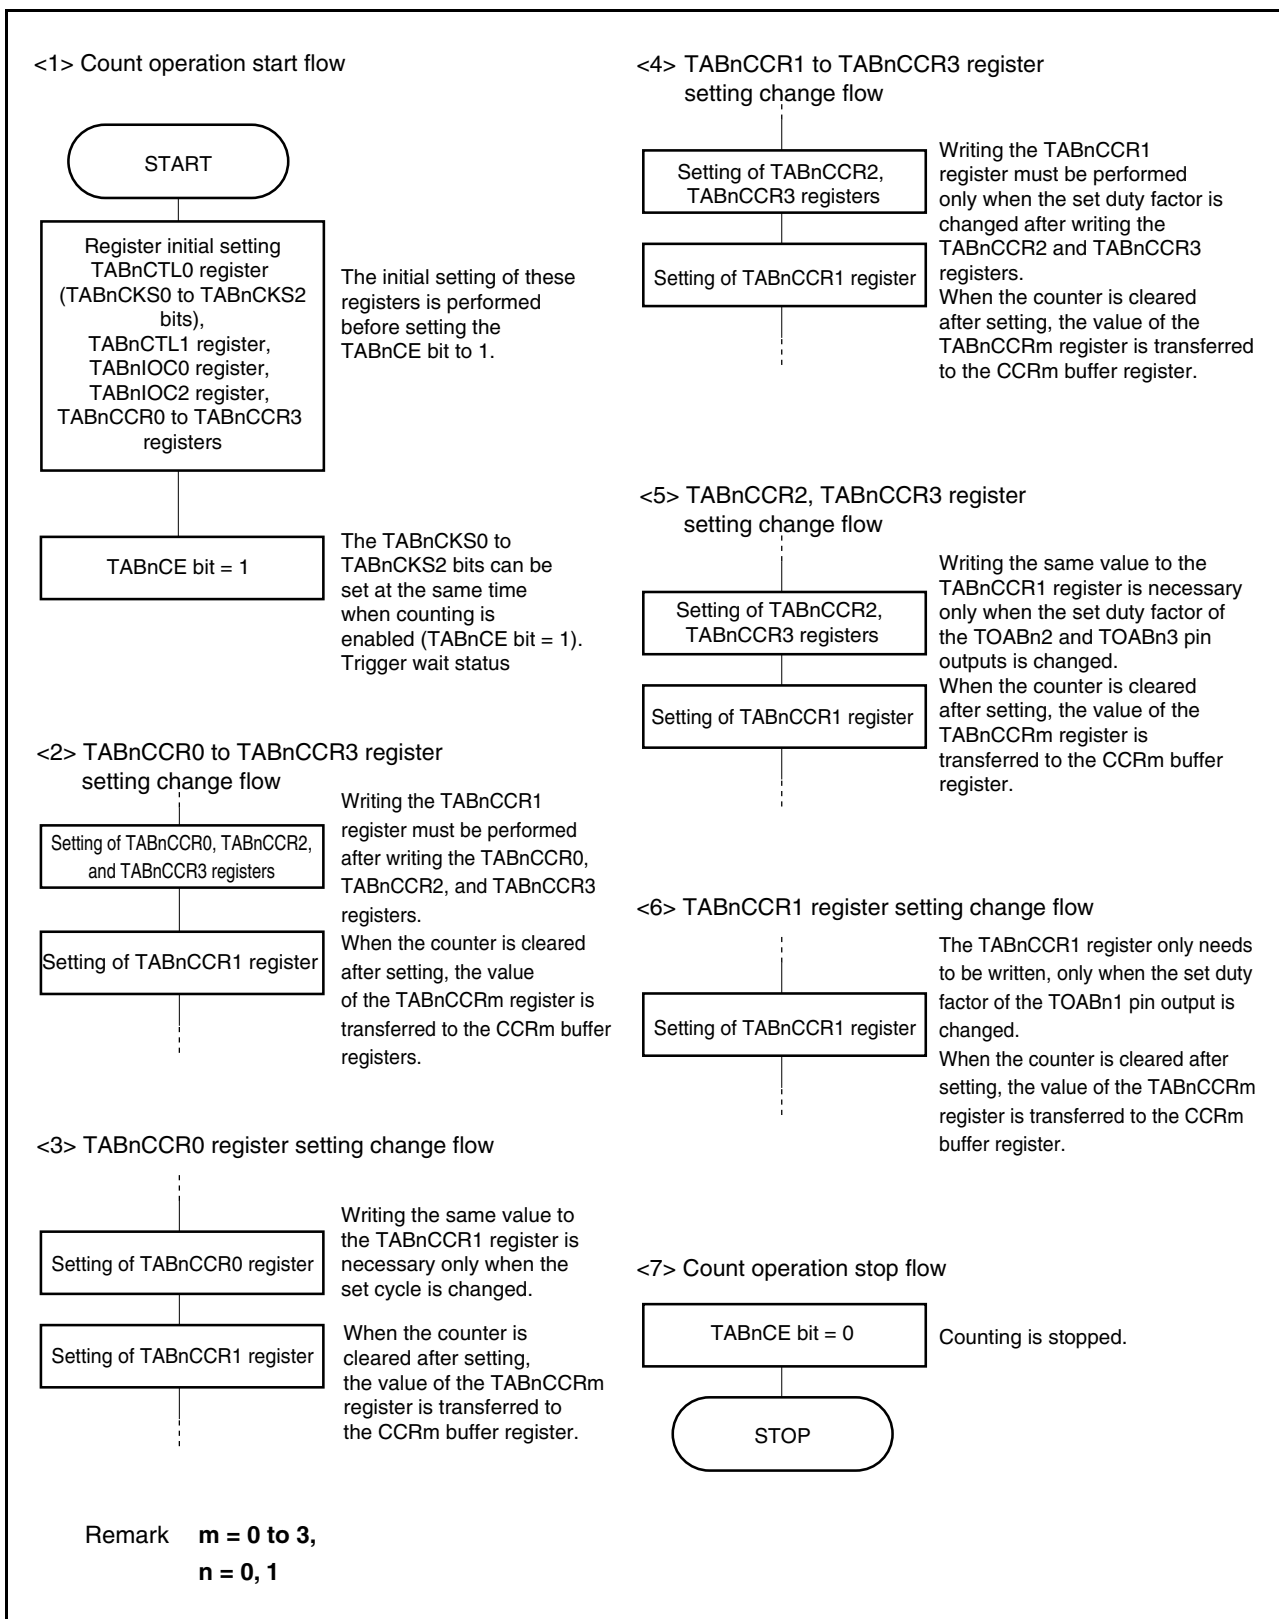 <1> Count operation start flow
START
Register initial setting
TABnCTL0 register
(TABnCKS0 to TABnCKS2
bits),
TABnCTL1 register,
TABnIOC0 register,
TABnIOC2 register,
TABnCCR0 to TABnCCR3
registers
The initial setting of these
registers is performed
before setting the
TABnCE bit to 1.
TABnCE bit = 1
The TABnCKS0 to
TABnCKS2 bits can be
set at the same time
when counting is
enabled (TABnCE bit = 1).
Trigger wait status
<2> TABnCCR0 to TABnCCR3 register
setting change flow
Setting of TABnCCR0, TABnCCR2,
and TABnCCR3 registers
Setting of TABnCCR1 register
Writing the TABnCCR1
register must be performed
after writing the TABnCCR0,
TABnCCR2, and TABnCCR3
registers.
When the counter is cleared
after setting, the value
of the TABnCCRm register is
transferred to the CCRm buffer
registers.
<3> TABnCCR0 register setting change flow
Setting of TABnCCR0 register
Writing the same value to
the TABnCCR1 register is
necessary only when the
set cycle is changed.
Setting of TABnCCR1 register
When the counter is
cleared after setting,
the value of the TABnCCRm
register is transferred to
the CCRm buffer register.
<4> TABnCCR1 to TABnCCR3 register
setting change flow
Setting of TABnCCR2,
TABnCCR3 registers
Setting of TABnCCR1 register
Writing the TABnCCR1
register must be performed
only when the set duty factor is
changed after writing the
TABnCCR2 and TABnCCR3
registers.
When the counter is cleared
after setting, the value of the
TABnCCRm register is transferred
to the CCRm buffer register.
<5> TABnCCR2, TABnCCR3 register
setting change flow
Setting of TABnCCR2,
TABnCCR3 registers
Setting of TABnCCR1 register
Writing the same value to the
TABnCCR1 register is necessary
only when the set duty factor of
the TOABn2 and TOABn3 pin
outputs is changed.
When the counter is cleared
after setting, the value of the
TABnCCRm register is
transferred to the CCRm buffer
register.
<6> TABnCCR1 register setting change flow
Setting of TABnCCR1 register
The TABnCCR1 register only needs
to be written, only when the set duty
factor of the TOABn1 pin output is
changed.
When the counter is cleared after
setting, the value of the TABnCCRm
register is transferred to the CCRm
buffer register.
<7> Count operation stop flow
TABnCE bit = 0
Counting is stopped.
STOP
Remark m = 0 to 3,
n = 0, 1